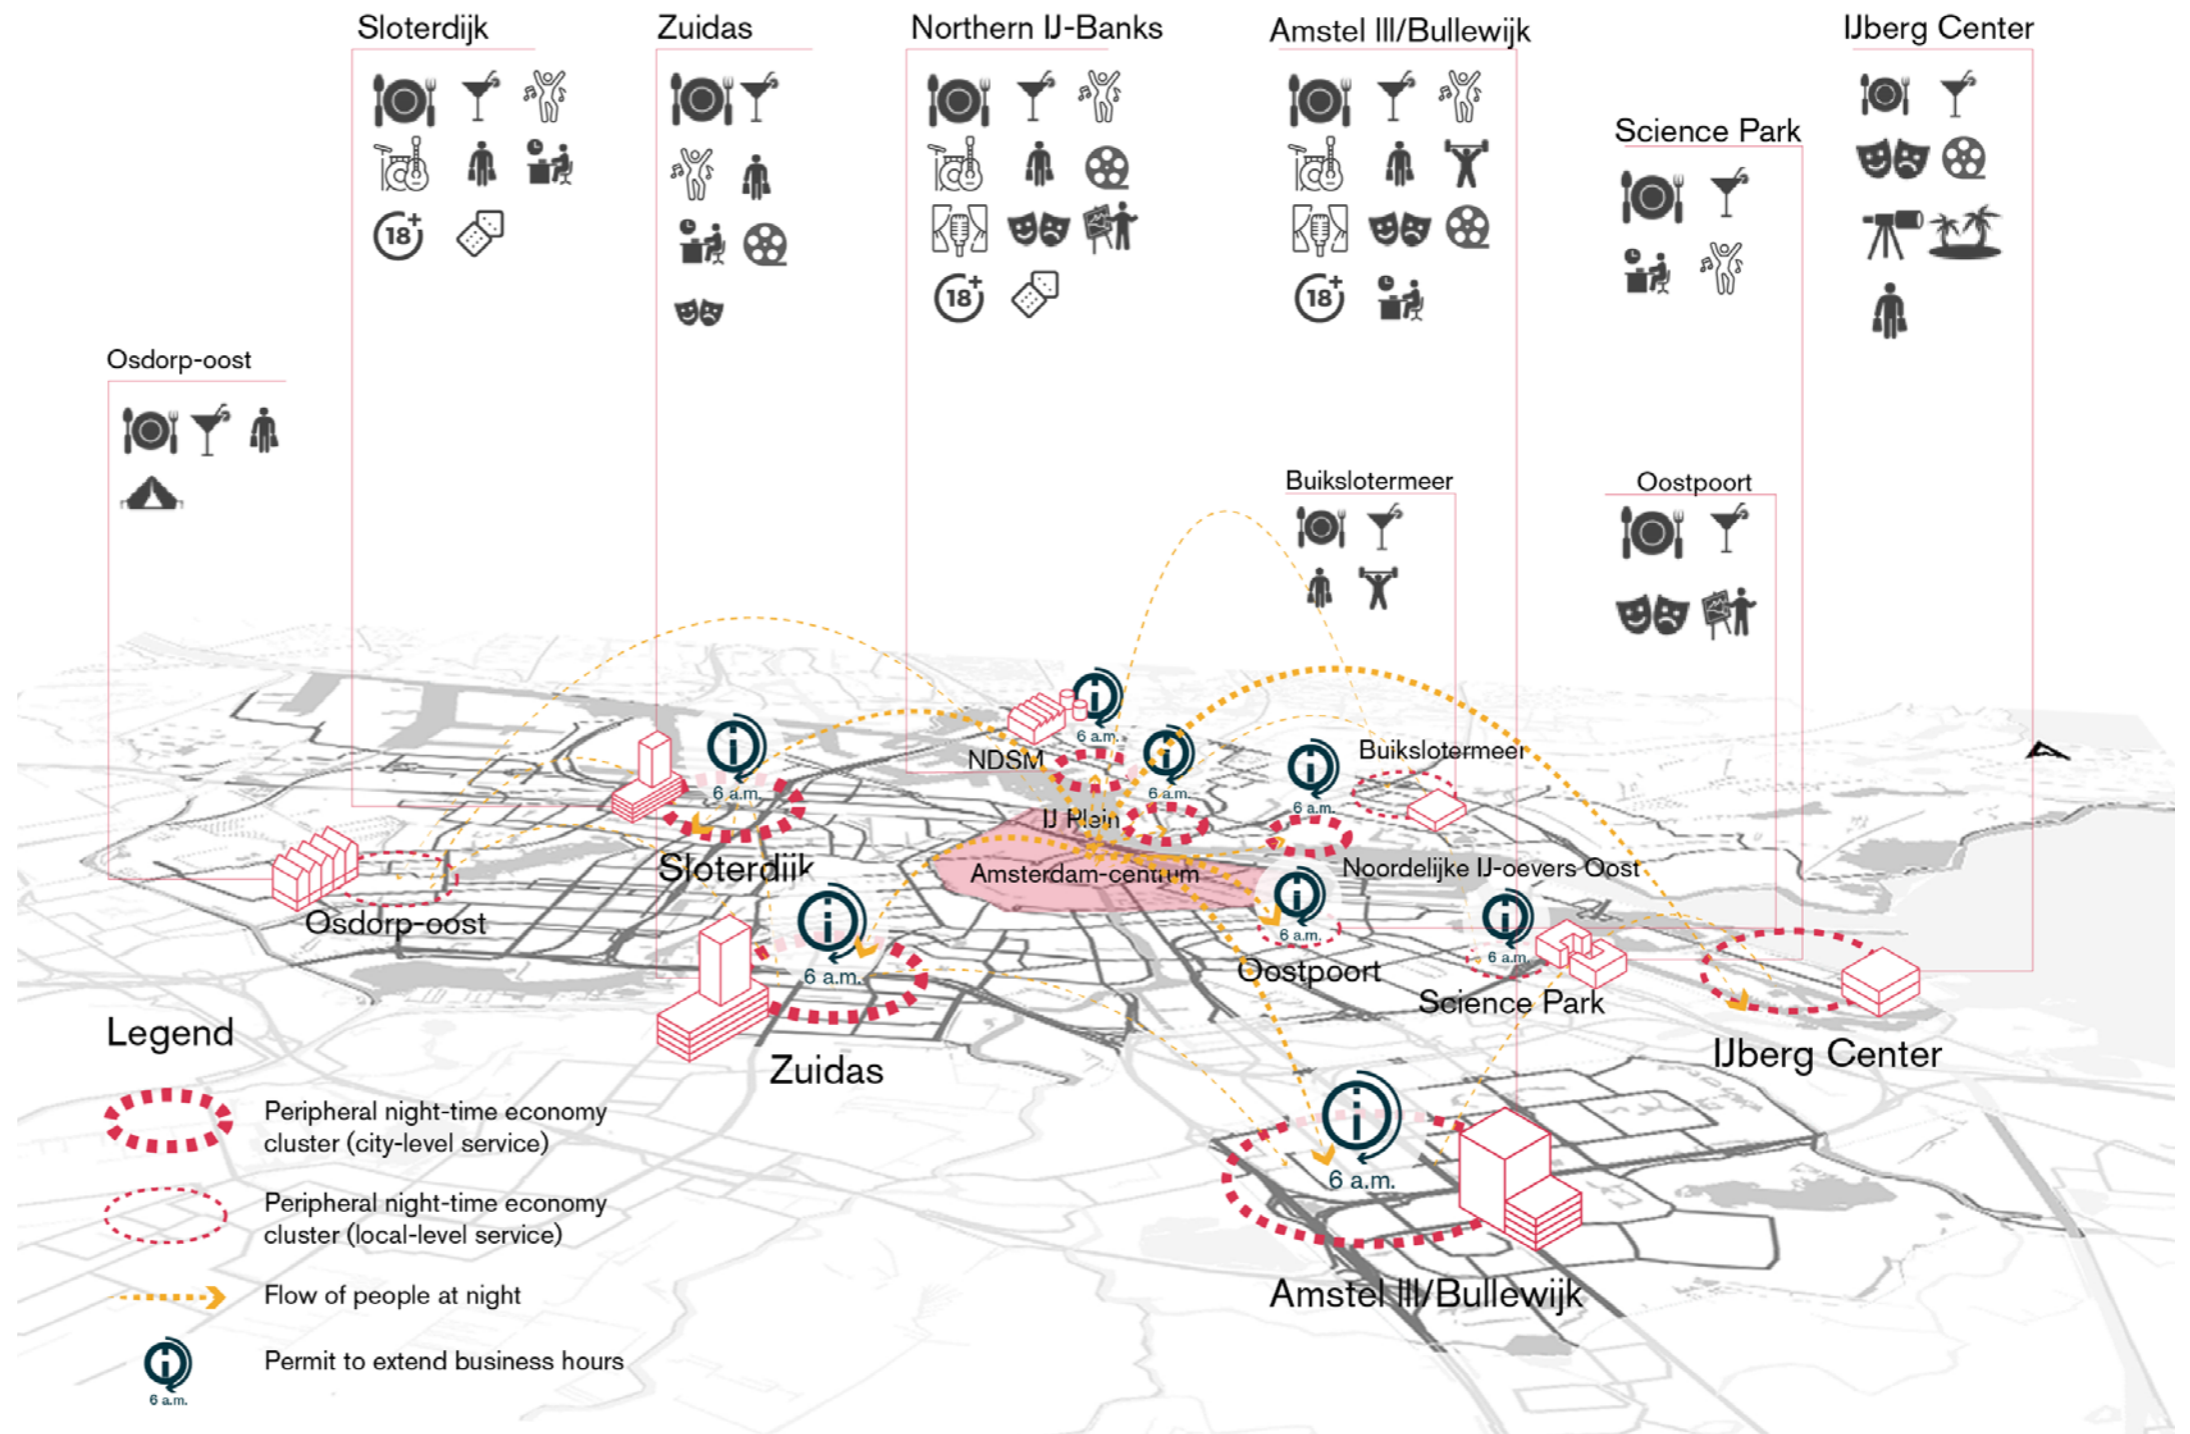 Sloterdijk
Zuidas
Northern IJ-Banks
Amstel III/Bullewijk
IJberg Center
Science Park
18+
18+
18+
Osdorp-oost
Buikslotermeer
Oostpoort
6 a.m.
NDSM
Buikslotermeer
6 a.m.
6 a.m.
6 a.m.
IJ Plein
Sloterdijk
Amsterdam-centrum
Noordelijke IJ-oevers Oost
Osdorp-oost
6 a.m.
6 a.m.
6 a.m.
Oostpoort
Science Park
Legend
IJberg Center
Zuidas
Peripheral night-time economy
cluster (city-level service)
6 a.m.
Peripheral night-time economy
cluster (local-level service)
Flow of people at night
Amstel III/Bullewijk
Permit to extend business hours
6 a.m.